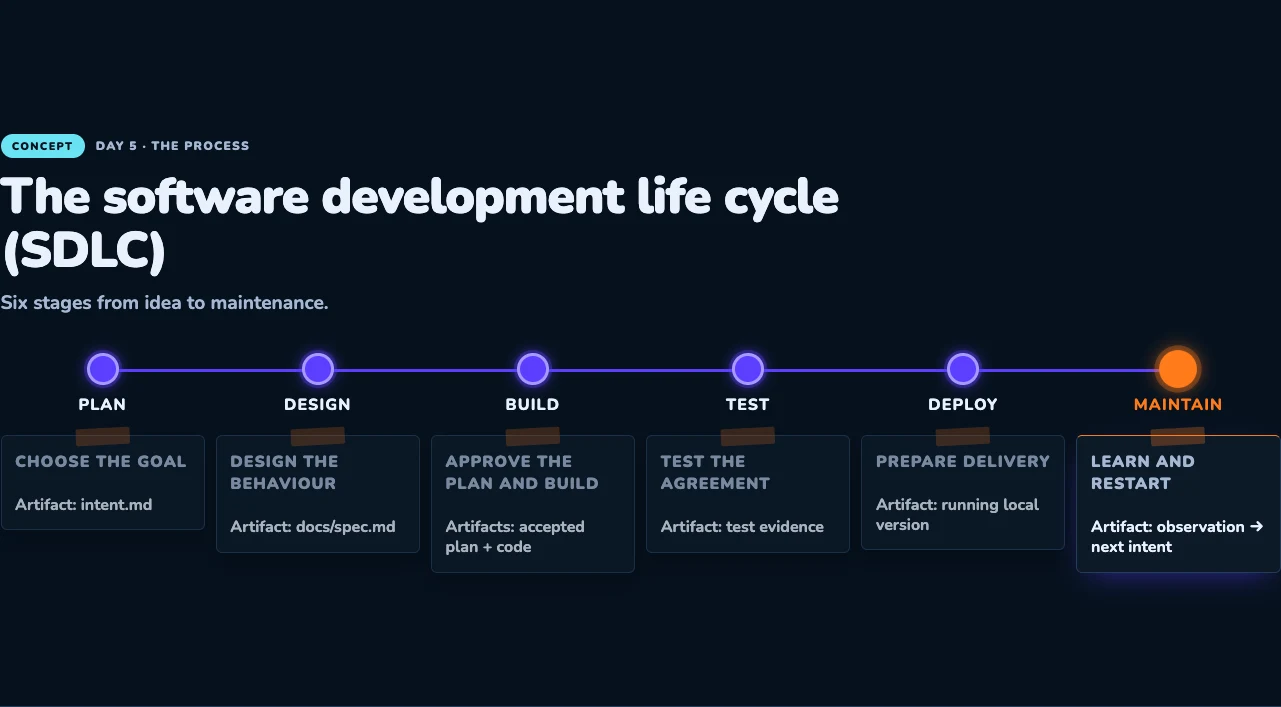 CONCEPT DAY 5 · THE PROCESS
The software development life cycle
(SDLC)
Six stages from idea to maintenance.
PLAN
CHOOSE THE GOAL
Artifact: intent.md
DESIGN
DESIGN THE
BEHAVIOUR
Artifact: docs/spec.md
BUILD
APPROVE THE
PLAN AND BUILD
Artifacts: accepted
plan + code
TEST
TEST THE
AGREEMENT
Artifact: test evidence
DEPLOY
PREPARE DELIVERY
Artifact: running local
version
MAINTAIN
LEARN AND
RESTART
Artifact: observation →
next intent